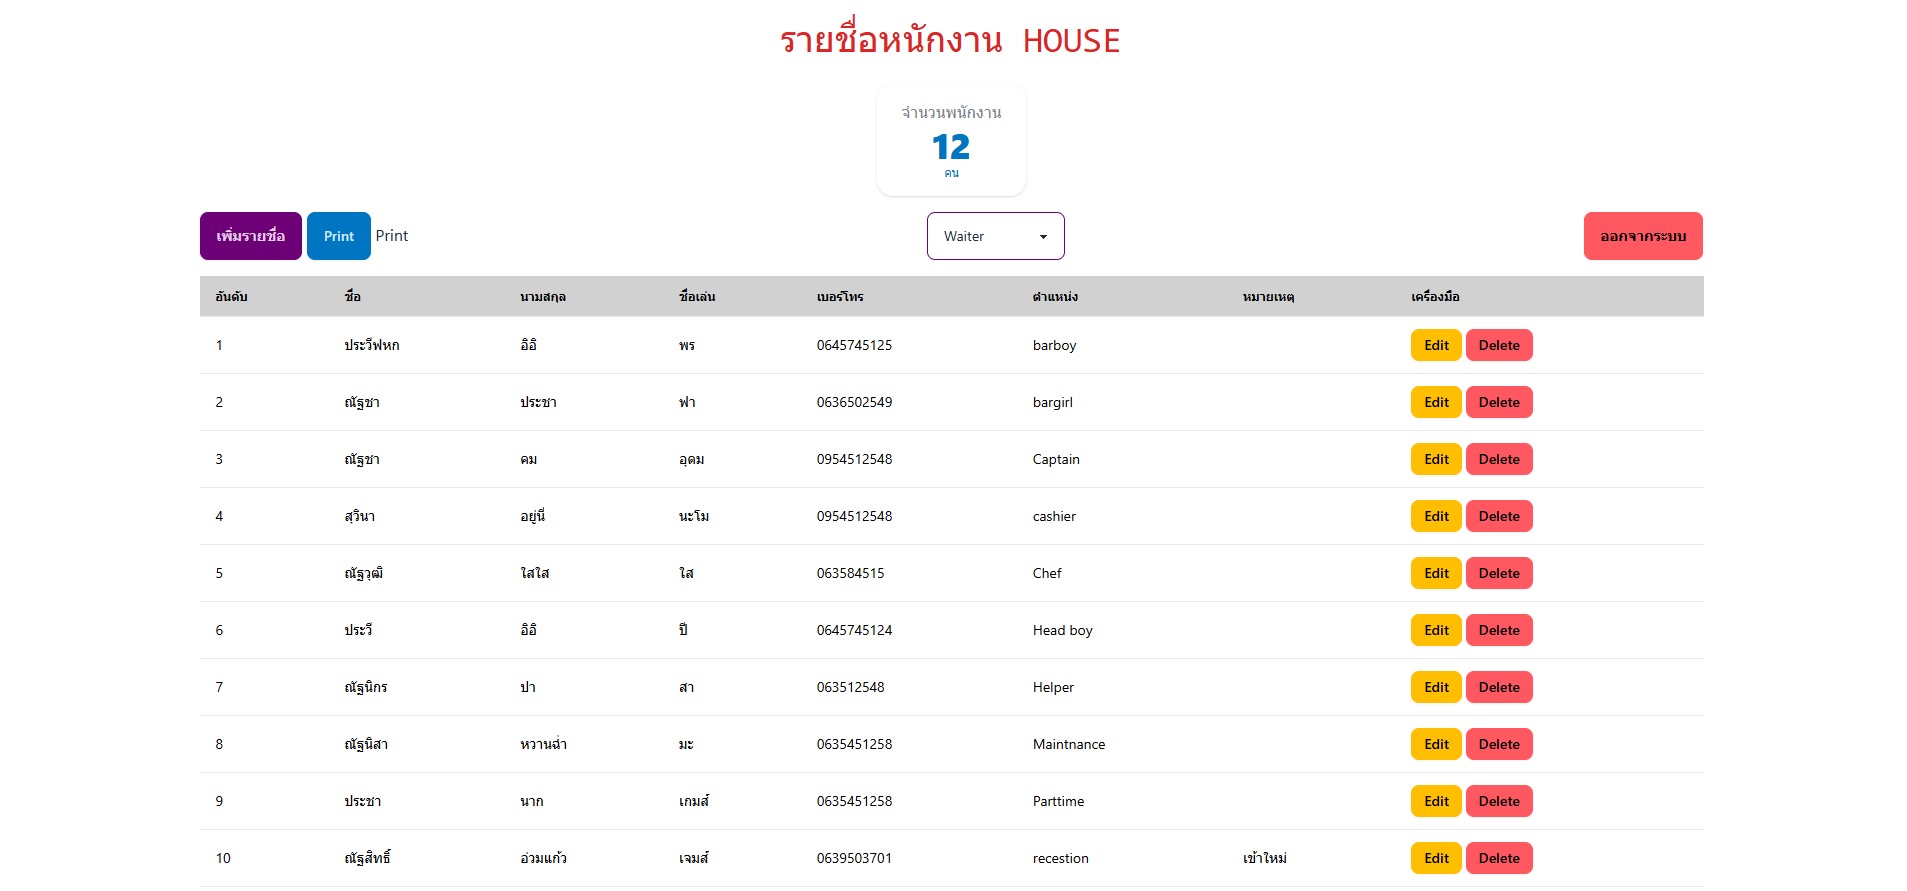 รายชื่อหนักงาน HOUSE
จำนวนพนักงาน
12
คน
เพิ่มรายชื่อ Print Print Waiter ออกจากระบบ
อันดับ ชื่อ นามสกุล ชื่อเล่น เบอร์โทร ตำแหน่ง หมายเหตุ เครื่องมือ
1 ประวีฟหก อิอิ พร 0645745125 barboy Edit Delete
2 ณัฐชา ประชา ฟา 0636502549 bargirl Edit Delete
3 ณัฐชา คม อุดม 0954512548 Captain Edit Delete
4 สุวินา อยู่นี่ นะโม 0954512548 cashier Edit Delete
5 ณัฐวุฒิ ใสใส ใส 063584515 Chef Edit Delete
6 ประวี อิอิ ปี 0645745124 Head boy Edit Delete
7 ณัฐนิกร ปา สา 063512548 Helper Edit Delete
8 ณัฐนิสา หวานฉ่ำ มะ 0635451258 Maintnance Edit Delete
9 ประชา นาก เกมส์ 0635451258 Parttime Edit Delete
10 ณัฐสิทธิ์ อ่วมแก้ว เจมส์ 0639503701 recestion เข้าใหม่ Edit Delete